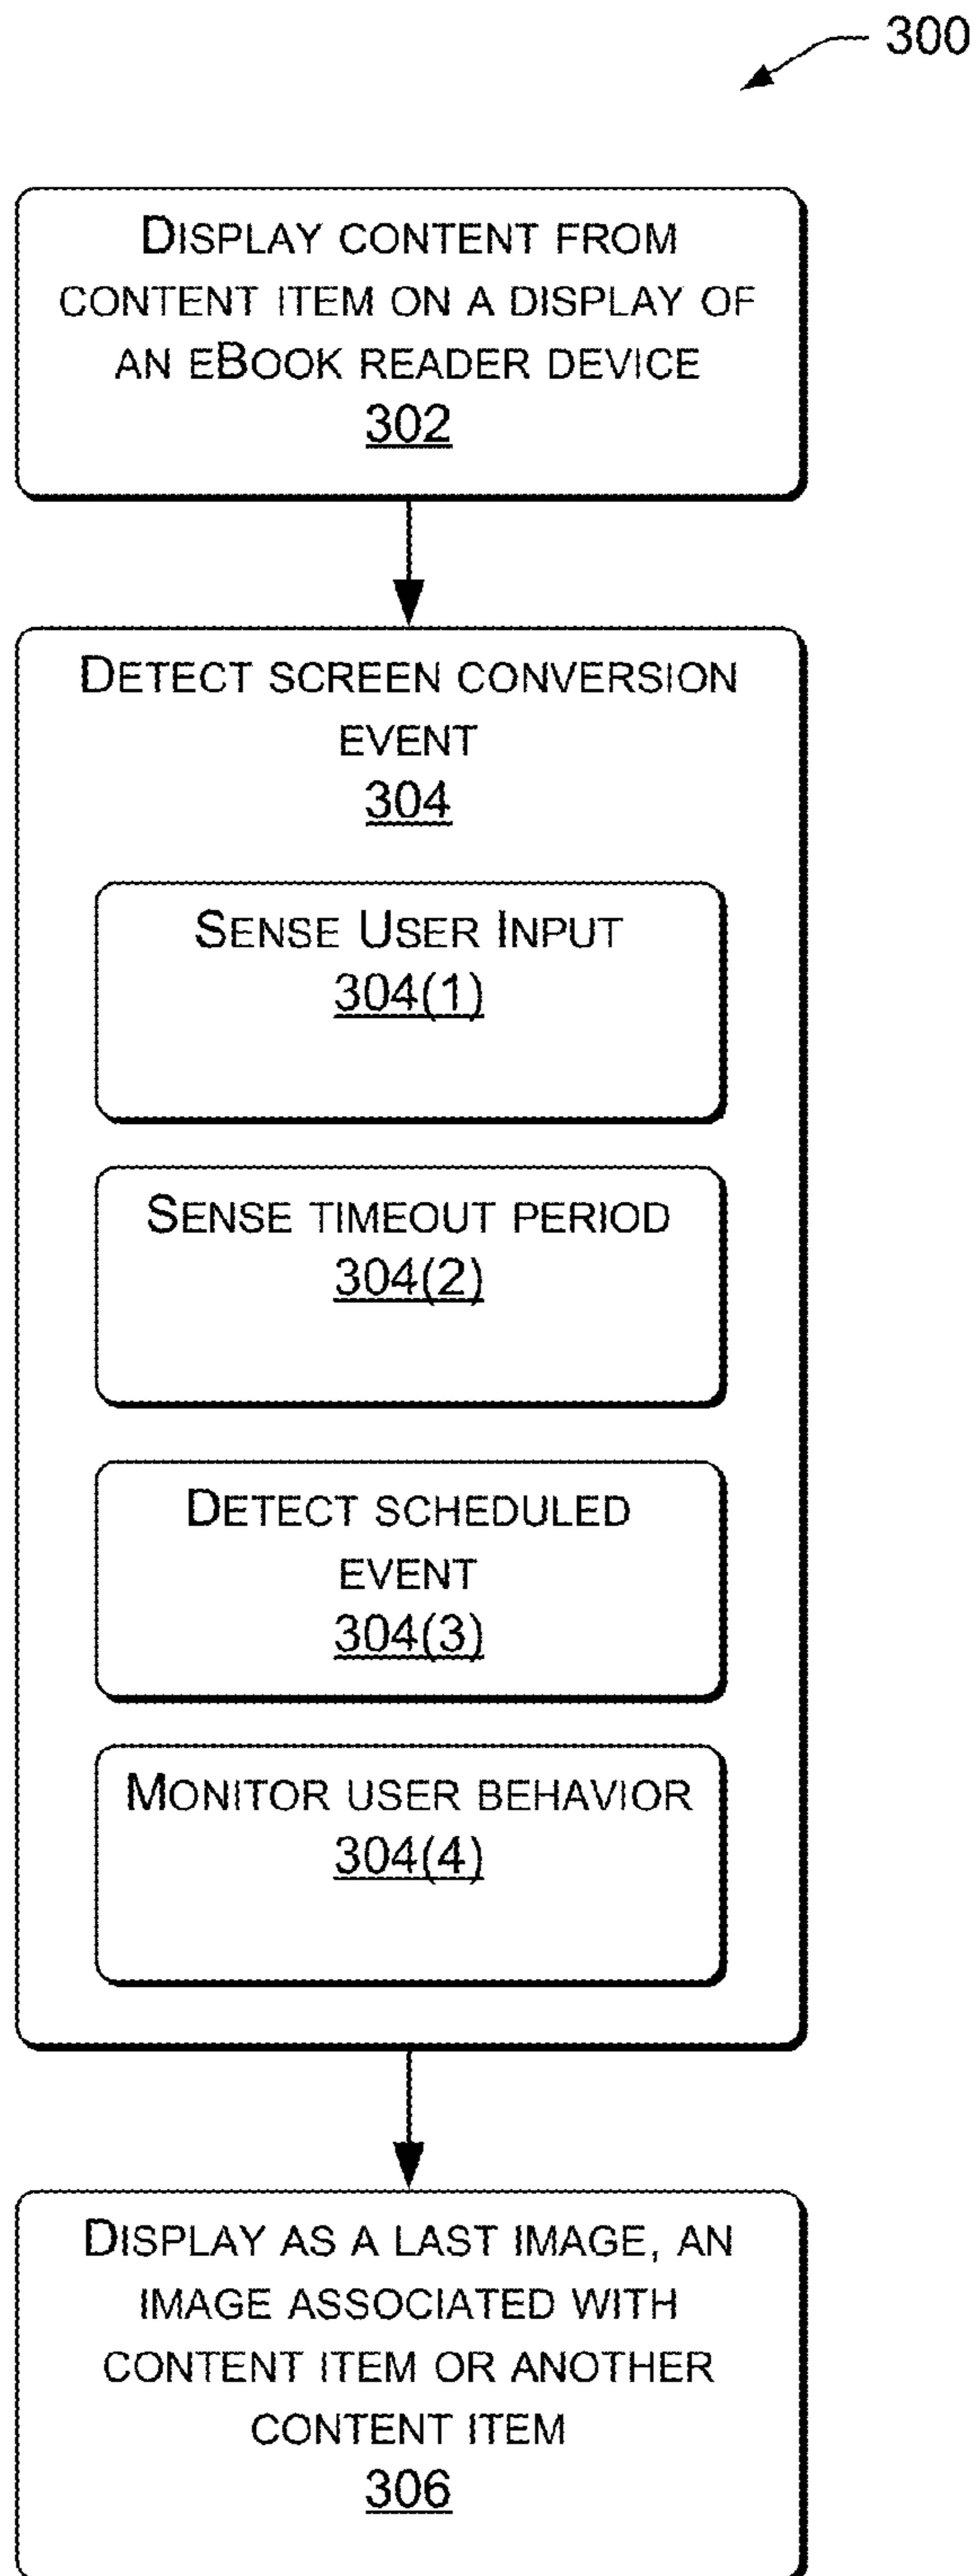 300
DISPLAY CONTENT FROM
CONTENT ITEM ON A DISPLAY OF
AN EBOOK READER DEVICE
302
DETECT SCREEN CONVERSION
EVENT
304
SENSE USER INPUT
304(1)
SENSE TIMEOUT PERIOD
304(2)
DETECT SCHEDULED
EVENT
304(3)
MONITOR USER BEHAVIOR
304(4)
DISPLAY AS A LAST IMAGE, AN
IMAGE ASSOCIATED WITH
CONTENT ITEM OR ANOTHER
CONTENT ITEM
306